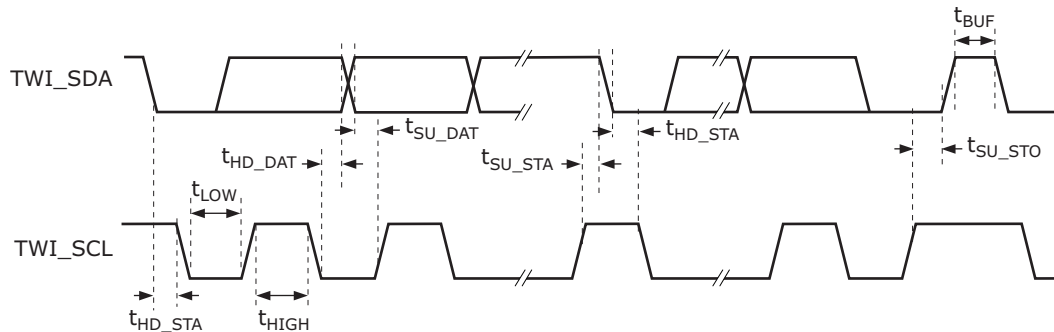 t_BUF
TWI_SDA
t_SU_DAT
t_HD_STA
t_HD_DAT
t_SU_STA
t_SU_STO
t_LOW
TWI_SCL
t_HD_STA
t_HIGH